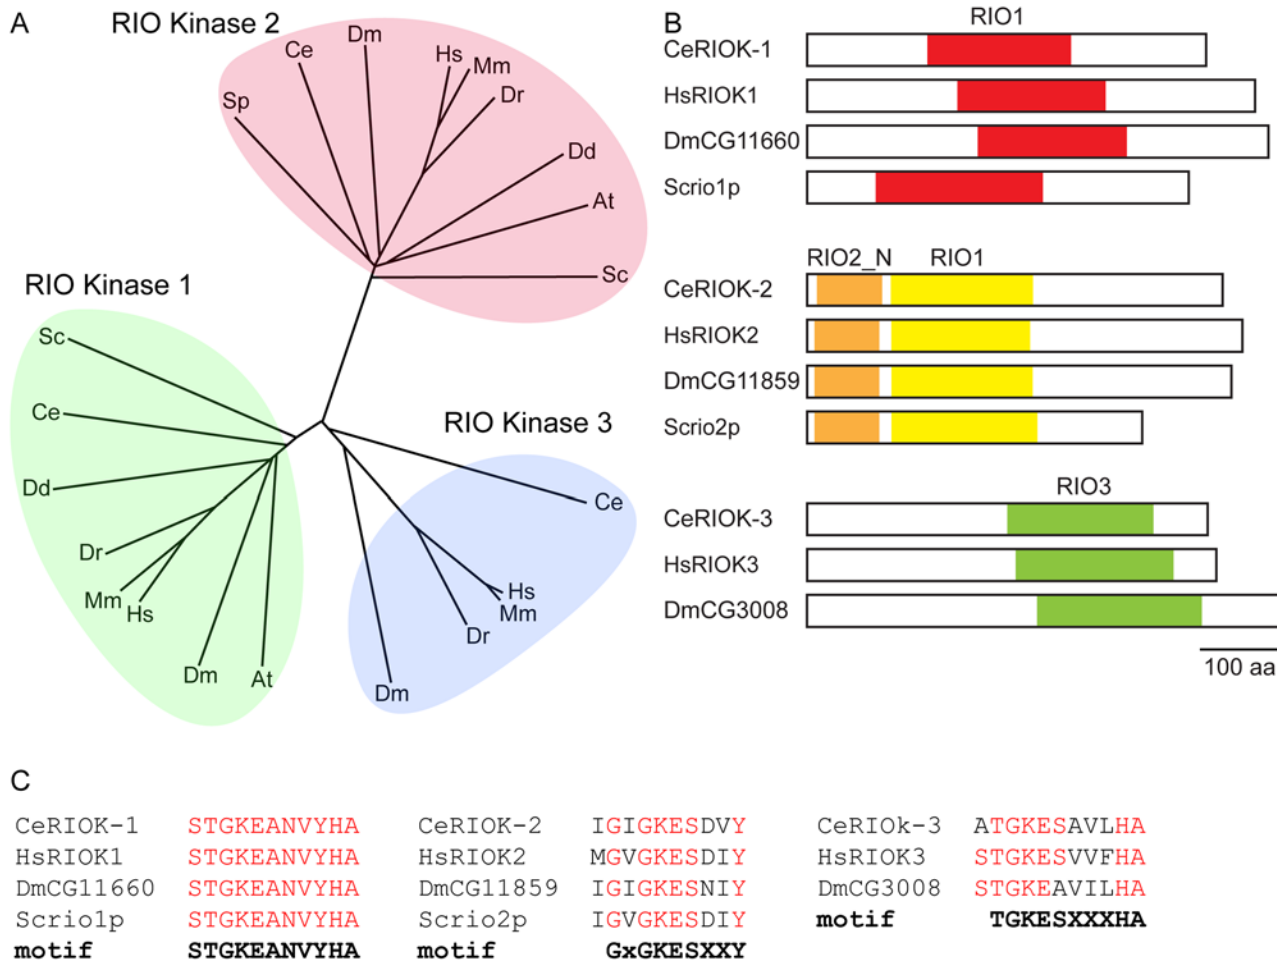 A
RIO Kinase 2
Sp
Ce
Dm
Hs
Mm
Dr
Dd
At
Sc
RIO Kinase 1
Sc
Ce
Dd
Dr
Mm
Hs
Dm
At
RIO Kinase 3
Ce
Hs
Mm
Dr
Dm
B
RIO1
CeRIOK-1
HsRIOK1
DmCG11660
Scrio1p
RIO2_N RIO1
CeRIOK-2
HsRIOK2
DmCG11859
Scrio2p
RIO3
CeRIOK-3
HsRIOK3
DmCG3008
100 aa
C
CeRIOK-1 STGKEANVYHA
HsRIOK1 STGKEANVYHA
DmCG11660 STGKEANVYHA
Scrio1p STGKEANVYHA
motif STGKEANVYHA
CeRIOK-2 IGIGKESDVY
HsRIOK2 MGVGKESDIY
DmCG11859 IGIGKESNIY
Scrio2p IGVGKESDIY
motif GxGKESXXY
CeRIOk-3 ATGKESAVLHA
HsRIOK3 STGKESVVFHA
DmCG3008 STGKEAVILHA
motif TGKESXXXHA